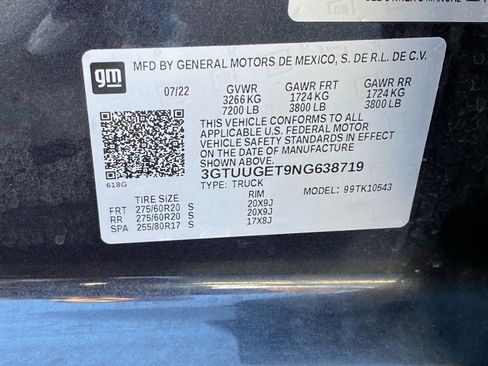 gm
MFD BY GENERAL MOTORS DE MEXICO, S. DE R.L. DE C.V.
07/22 GVWR GAWR FRT GAWR RR
3266 KG 1724 KG 1724 KG
7200 LB 3800 LB 3800 LB
THIS VEHICLE CONFORMS TO ALL
APPLICABLE U.S. FEDERAL MOTOR
VEHICLE SAFETY STANDARDS IN EFFECT
ON THE DATE OF MANUFACTURE
SHOWN ABOVE.
3GTUUGET9NG638719
618G TYPE: TRUCK MODEL: 99TK10543
TIRE SIZE RIM
FRT 275/60R20 S 20X9J
RR 275/60R20 S 20X9J
SPA 255/80R17 S 17X8J